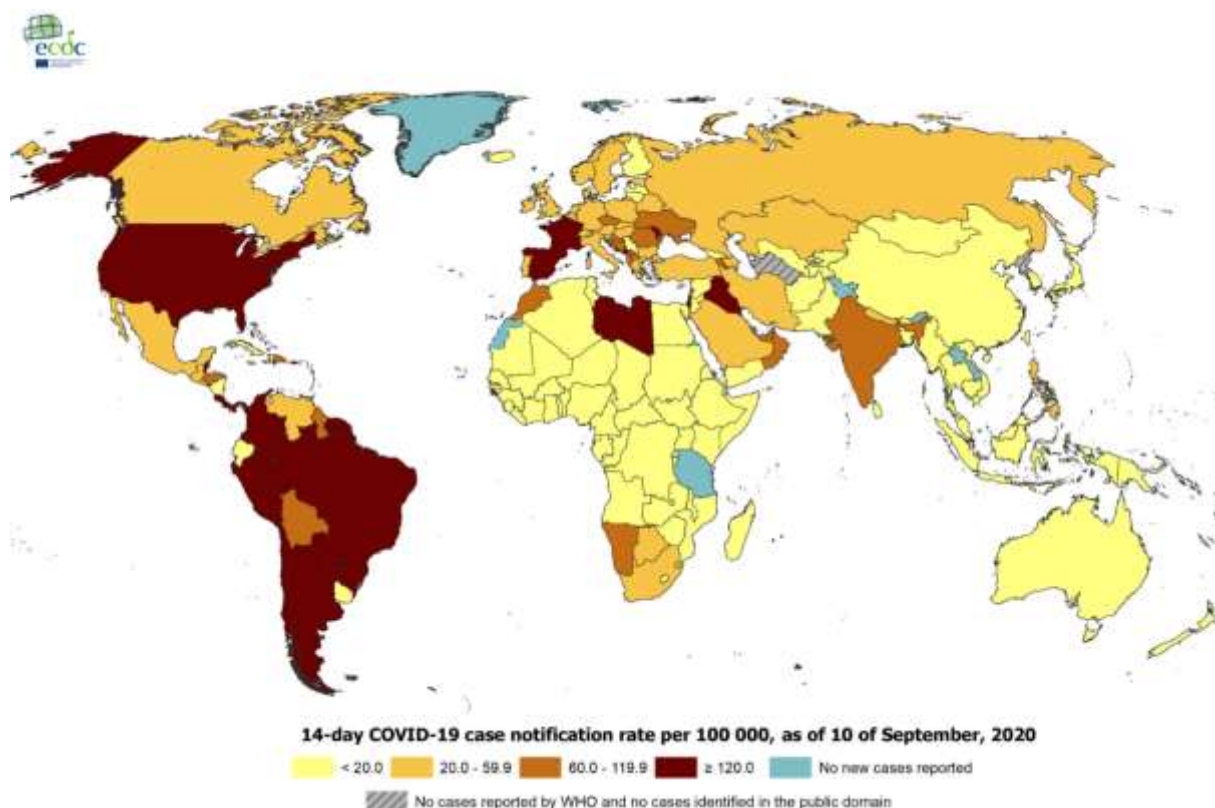 ecdc
14-day COVID-19 case notification rate per 100 000, as of 10 of September, 2020
< 20.0 20.0 - 59.9 60.0 - 119.9 ≥ 120.0 No new cases reported
No cases reported by WHO and no cases identified in the public domain